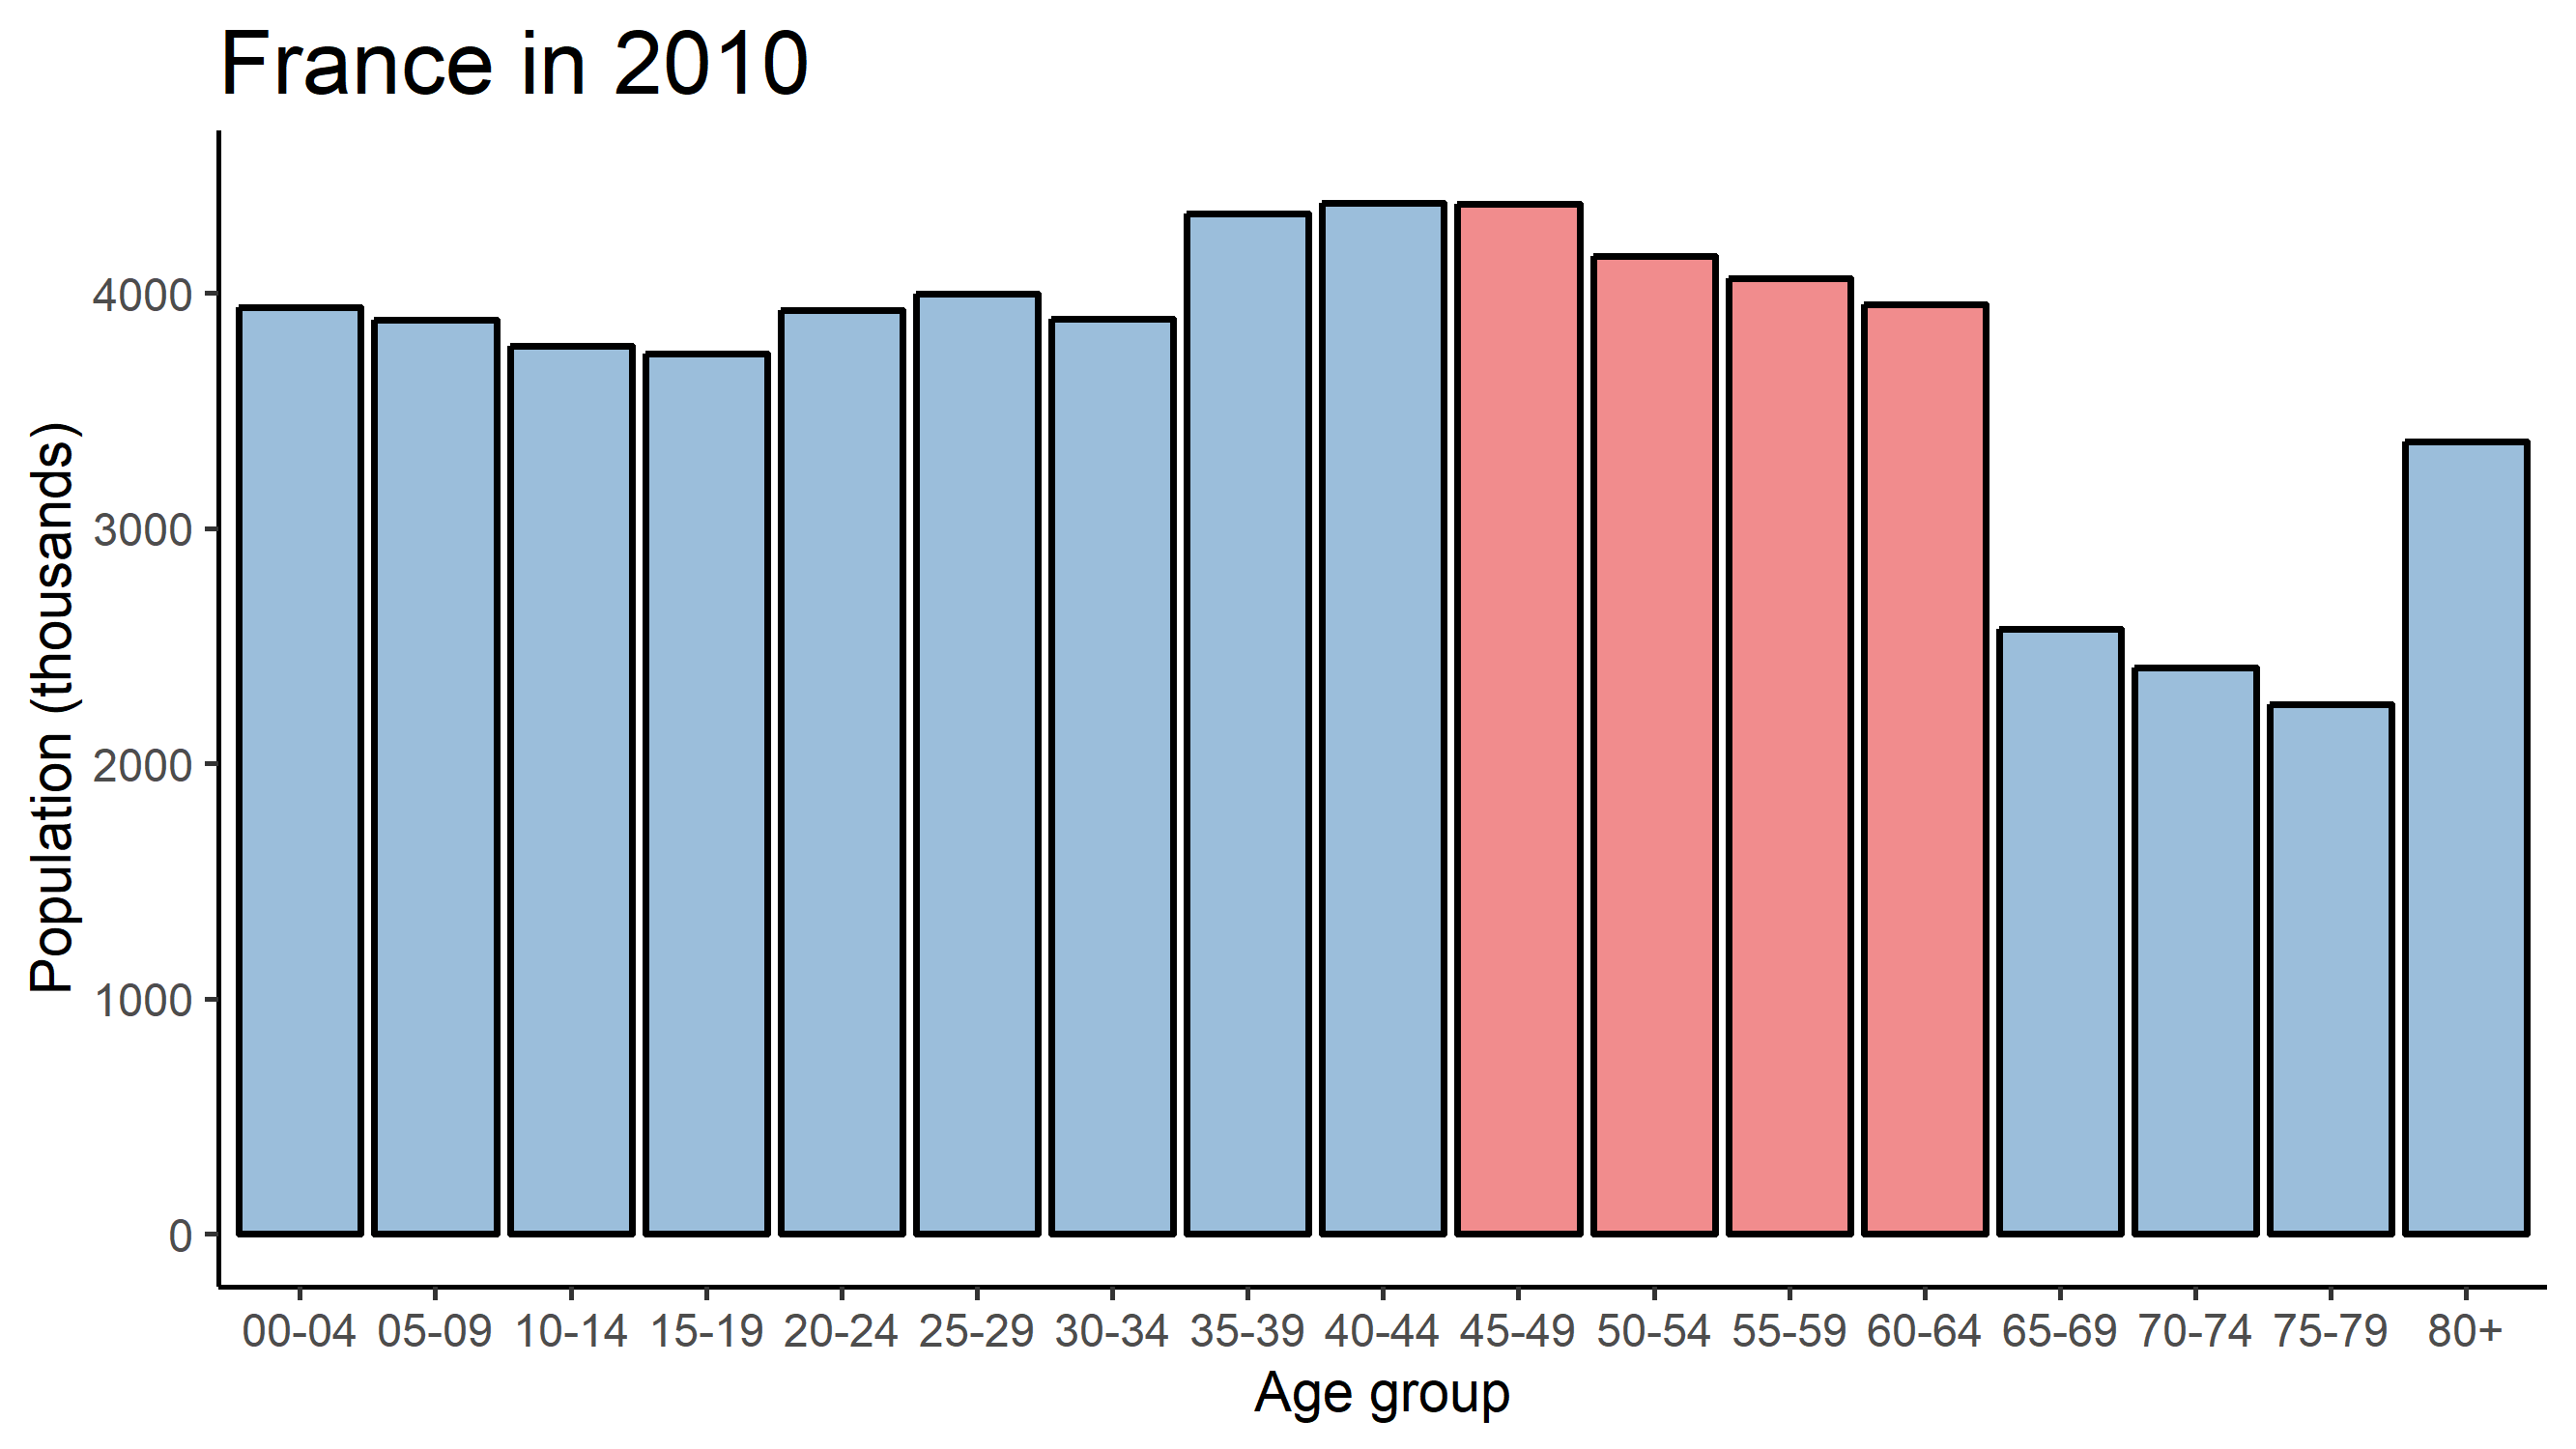 France in 2010
Population (thousands)
4000
3000
2000
1000
0
00-04 05-09 10-14 15-19 20-24 25-29 30-34 35-39 40-44 45-49 50-54 55-59 60-64 65-69 70-74 75-79 80+
Age group